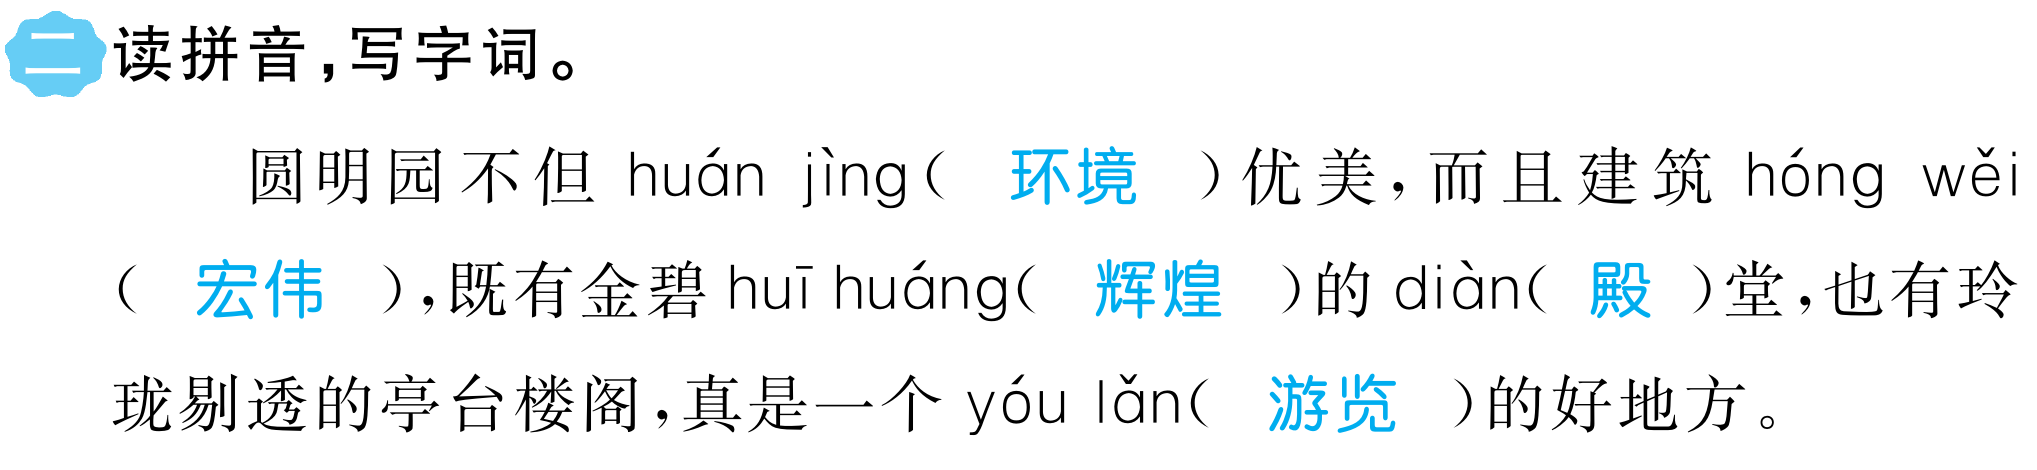 二 读拼音,写字词。
圆明园不但 huán jìng( 环境 )优美,而且建筑 hóng wěi
( 宏伟 ),既有金碧 huī huáng( 辉煌 )的 diàn( 殿 )堂,也有玲
珑剔透的亭台楼阁,真是一个 yóu lǎn( 游览 )的好地方。